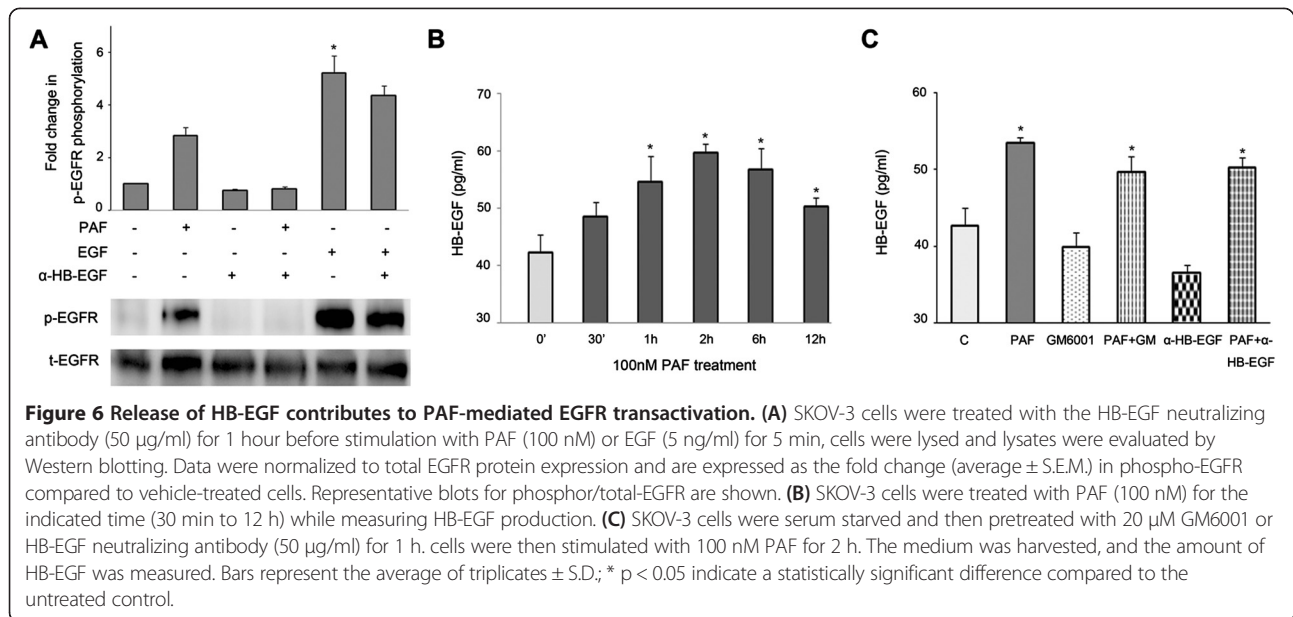 A
Fold change in
p-EGFR phosphorylation
6
4
2
0
*
PAF - + - + - -
EGF - - - - + +
α-HB-EGF - - + + - +
p-EGFR
t-EGFR
B
HB-EGF (pg/ml)
70
60
50
40
30
* * * *
0' 30' 1h 2h 6h 12h
100nM PAF treatment
C
HB-EGF (pg/ml)
60
50
40
30
* * *
C PAF GM6001 PAF+GM α-HB-EGF PAF+α-
HB-EGF
Figure 6 Release of HB-EGF contributes to PAF-mediated EGFR transactivation. (A) SKOV-3 cells were treated with the HB-EGF neutralizing
antibody (50 μg/ml) for 1 hour before stimulation with PAF (100 nM) or EGF (5 ng/ml) for 5 min, cells were lysed and lysates were evaluated by
Western blotting. Data were normalized to total EGFR protein expression and are expressed as the fold change (average ± S.E.M.) in phospho-EGFR
compared to vehicle-treated cells. Representative blots for phosphor/total-EGFR are shown. (B) SKOV-3 cells were treated with PAF (100 nM) for the
indicated time (30 min to 12 h) while measuring HB-EGF production. (C) SKOV-3 cells were serum starved and then pretreated with 20 μM GM6001 or
HB-EGF neutralizing antibody (50 μg/ml) for 1 h. cells were then stimulated with 100 nM PAF for 2 h. The medium was harvested, and the amount of
HB-EGF was measured. Bars represent the average of triplicates ± S.D.; * p < 0.05 indicate a statistically significant difference compared to the
untreated control.